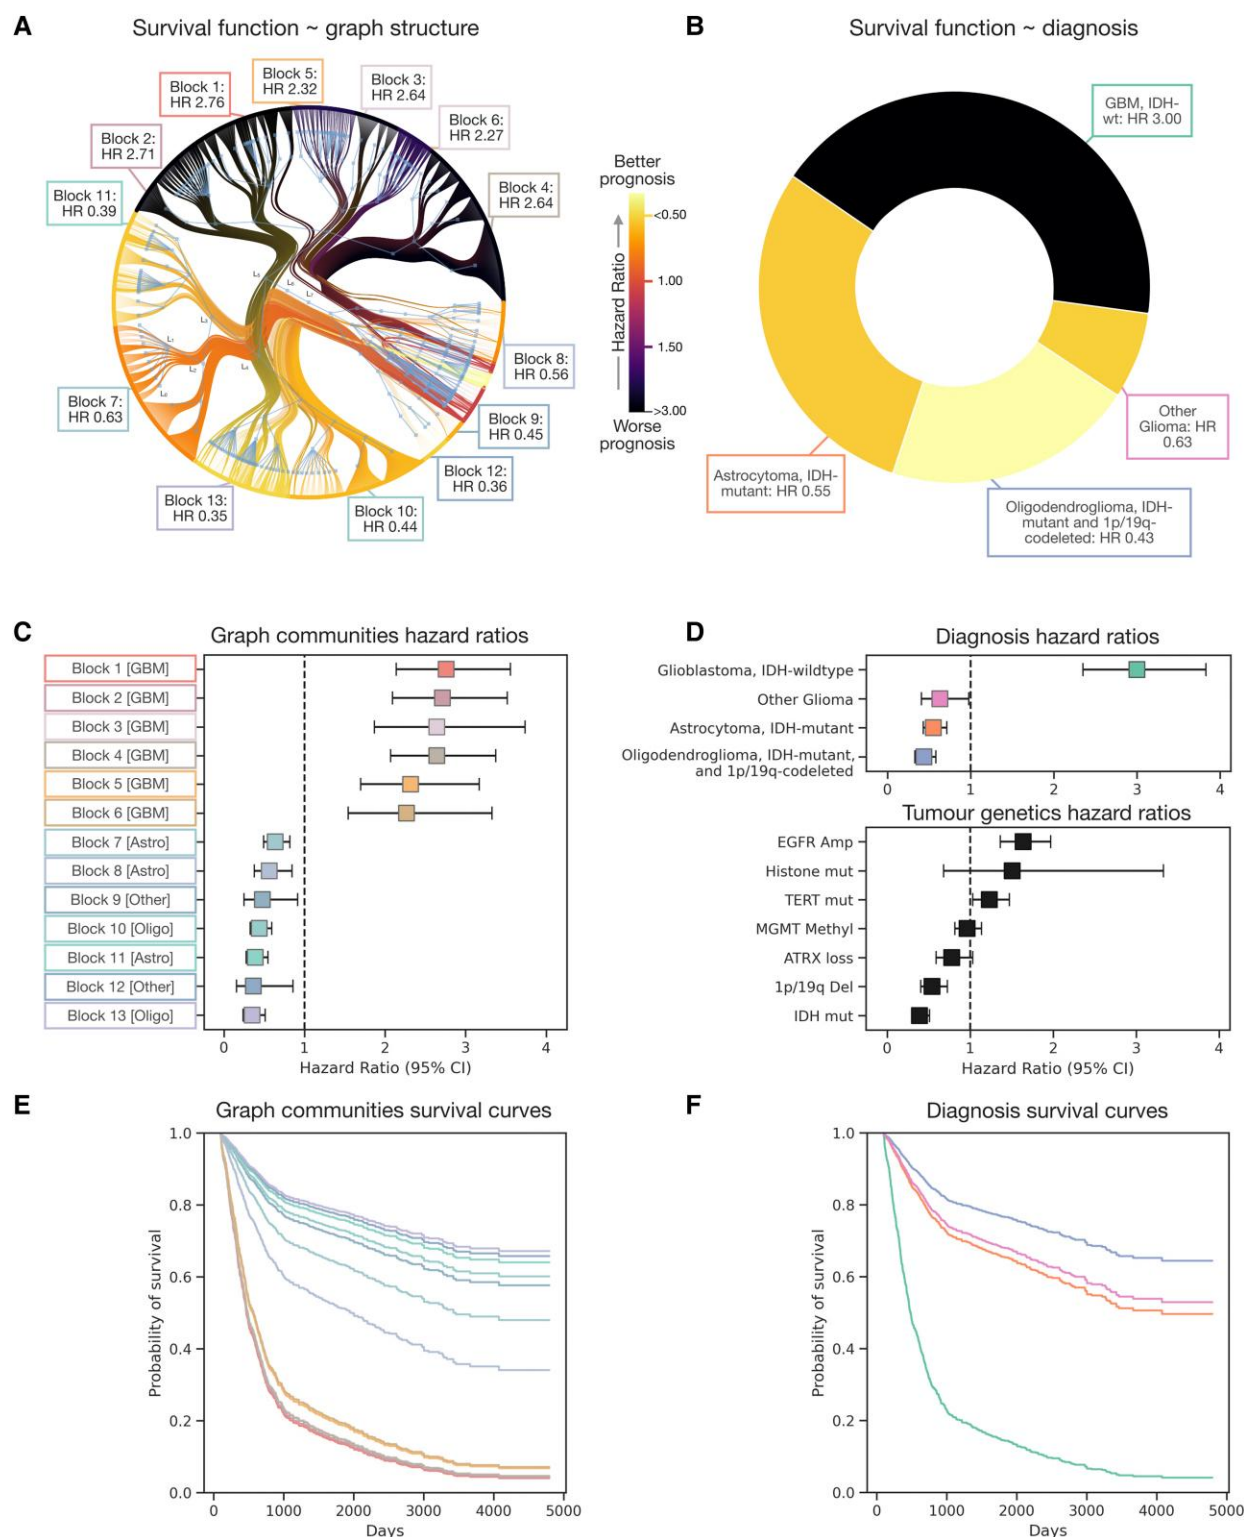 A
Survival function ~ graph structure
Block 1:
HR 2.76
Block 5:
HR 2.32
Block 3:
HR 2.64
Block 6:
HR 2.27
Block 2:
HR 2.71
Block 4:
HR 2.64
Block 11:
HR 0.39
L₅
L₆
L₇
L₃
L₁
L₂
L₄
L₀
Block 8:
HR 0.56
Block 7:
HR 0.63
Block 9:
HR 0.45
Block 12:
HR 0.36
Block 13:
HR 0.35
Block 10:
HR 0.44
Better
prognosis
<0.50
1.00
1.50
>3.00
Hazard Ratio
Worse
prognosis
B
Survival function ~ diagnosis
GBM, IDH-
wt: HR 3.00
Other
Glioma: HR
0.63
Astrocytoma, IDH-
mutant: HR 0.55
Oligodendroglioma, IDH-
mutant and 1p/19q-
codeleted: HR 0.43
C
Graph communities hazard ratios
Block 1 [GBM]
Block 2 [GBM]
Block 3 [GBM]
Block 4 [GBM]
Block 5 [GBM]
Block 6 [GBM]
Block 7 [Astro]
Block 8 [Astro]
Block 9 [Other]
Block 10 [Oligo]
Block 11 [Astro]
Block 12 [Other]
Block 13 [Oligo]
0 1 2 3 4
Hazard Ratio (95% CI)
D
Diagnosis hazard ratios
Glioblastoma, IDH-wildtype
Other Glioma
Astrocytoma, IDH-mutant
Oligodendroglioma, IDH-mutant,
and 1p/19q-codeleted
0 1 2 3 4
Tumour genetics hazard ratios
EGFR Amp
Histone mut
TERT mut
MGMT Methyl
ATRX loss
1p/19q Del
IDH mut
0 1 2 3 4
Hazard Ratio (95% CI)
E
Graph communities survival curves
1.0
0.8
0.6
0.4
0.2
0.0
Probability of survival
0 1000 2000 3000 4000 5000
Days
F
Diagnosis survival curves
1.0
0.8
0.6
0.4
0.2
0.0
Probability of survival
0 1000 2000 3000 4000 5000
Days